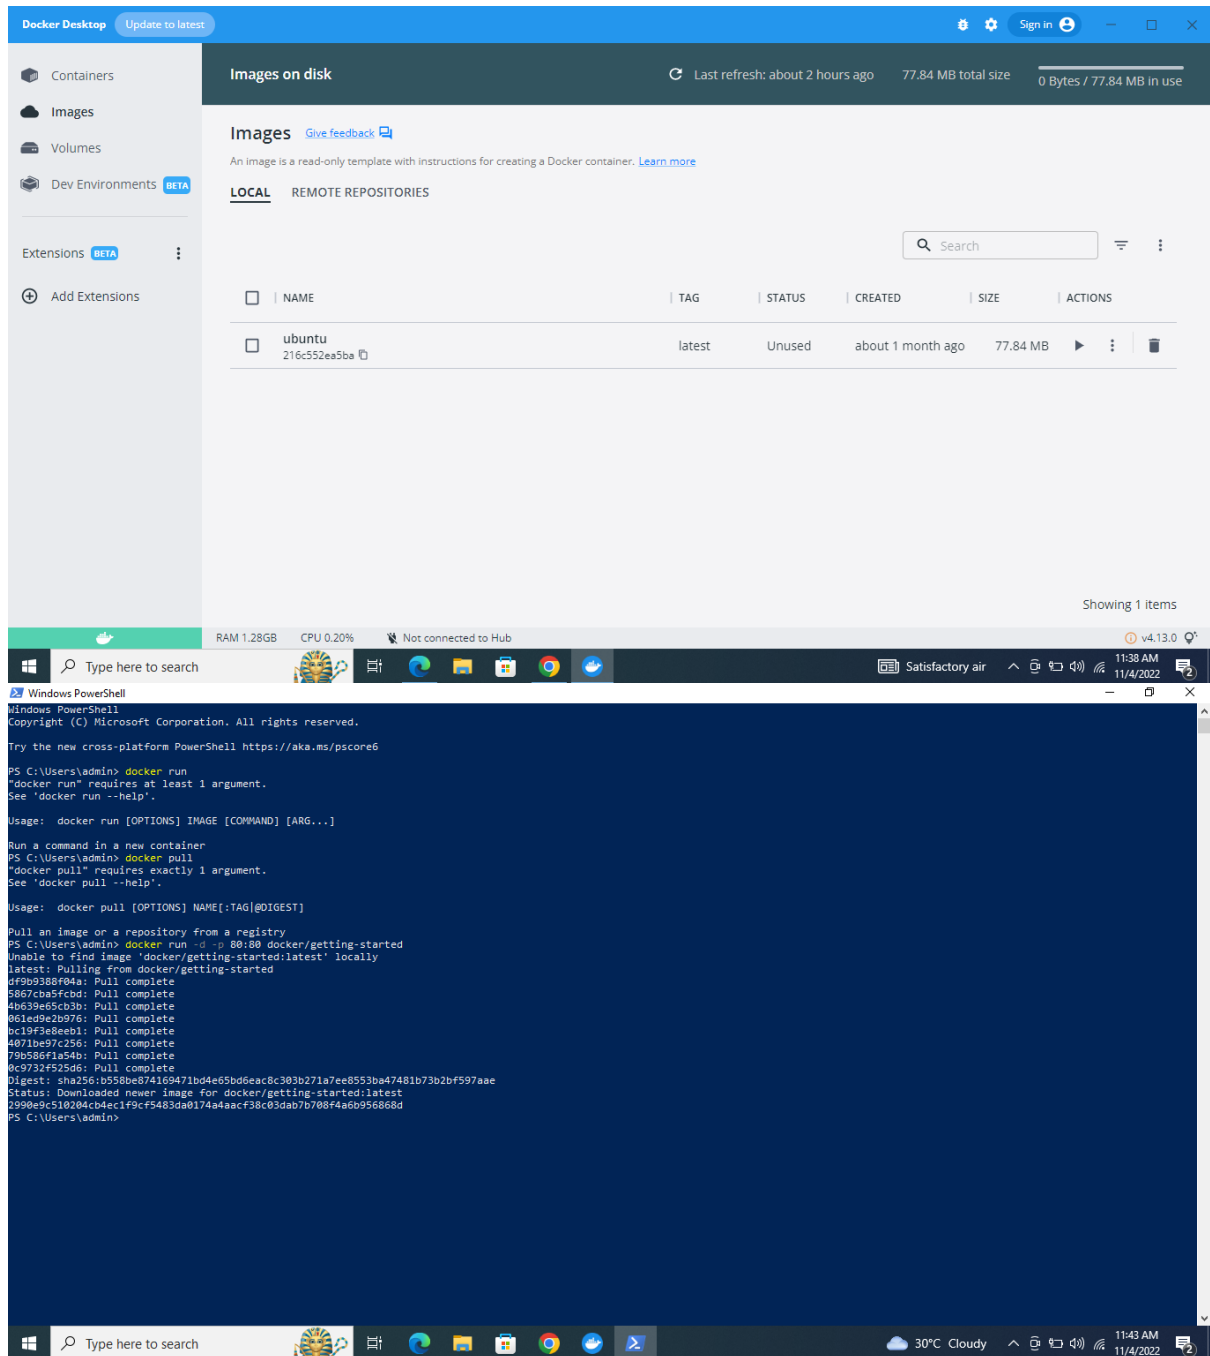 Docker Desktop Update to latest Sign in
Containers
Images
Volumes
Dev Environments BETA
Extensions BETA
Add Extensions
Images on disk Last refresh: about 2 hours ago 77.84 MB total size 0 Bytes / 77.84 MB in use
Images Give feedback
An image is a read-only template with instructions for creating a Docker container. Learn more
LOCAL REMOTE REPOSITORIES
Search
NAME TAG STATUS CREATED SIZE ACTIONS
ubuntu latest Unused about 1 month ago 77.84 MB
216c552ea5ba
Showing 1 items
RAM 1.28GB CPU 0.20% Not connected to Hub v4.13.0
Type here to search Satisfactory air 11:38 AM
11/4/2022 2
Windows PowerShell
Windows PowerShell
Copyright (C) Microsoft Corporation. All rights reserved.
Try the new cross-platform PowerShell https://aka.ms/pscore6
PS C:\Users\admin> docker run
"docker run" requires at least 1 argument.
See 'docker run --help'.
Usage:  docker run [OPTIONS] IMAGE [COMMAND] [ARG...]
Run a command in a new container
PS C:\Users\admin> docker pull
"docker pull" requires exactly 1 argument.
See 'docker pull --help'.
Usage:  docker pull [OPTIONS] NAME[:TAG|@DIGEST]
Pull an image or a repository from a registry
PS C:\Users\admin> docker run -d -p 80:80 docker/getting-started
Unable to find image 'docker/getting-started:latest' locally
latest: Pulling from docker/getting-started
df9b9388f04a: Pull complete
5867cba5fcbd: Pull complete
4b639e65cb3b: Pull complete
061ed9e2b976: Pull complete
bc19f3e8eeb1: Pull complete
4071be97c256: Pull complete
79b586f1a54b: Pull complete
0c9732f525d6: Pull complete
Digest: sha256:b558be874169471bd4e65bd6eac8c303b271a7ee8553ba47481b73b2bf597aae
Status: Downloaded newer image for docker/getting-started:latest
2990e9c510204cb4ec1f9cf5483da0174a4aacf38c03dab7b708f4a6b956868d
PS C:\Users\admin>
Type here to search 30°C Cloudy 11:43 AM
11/4/2022 2